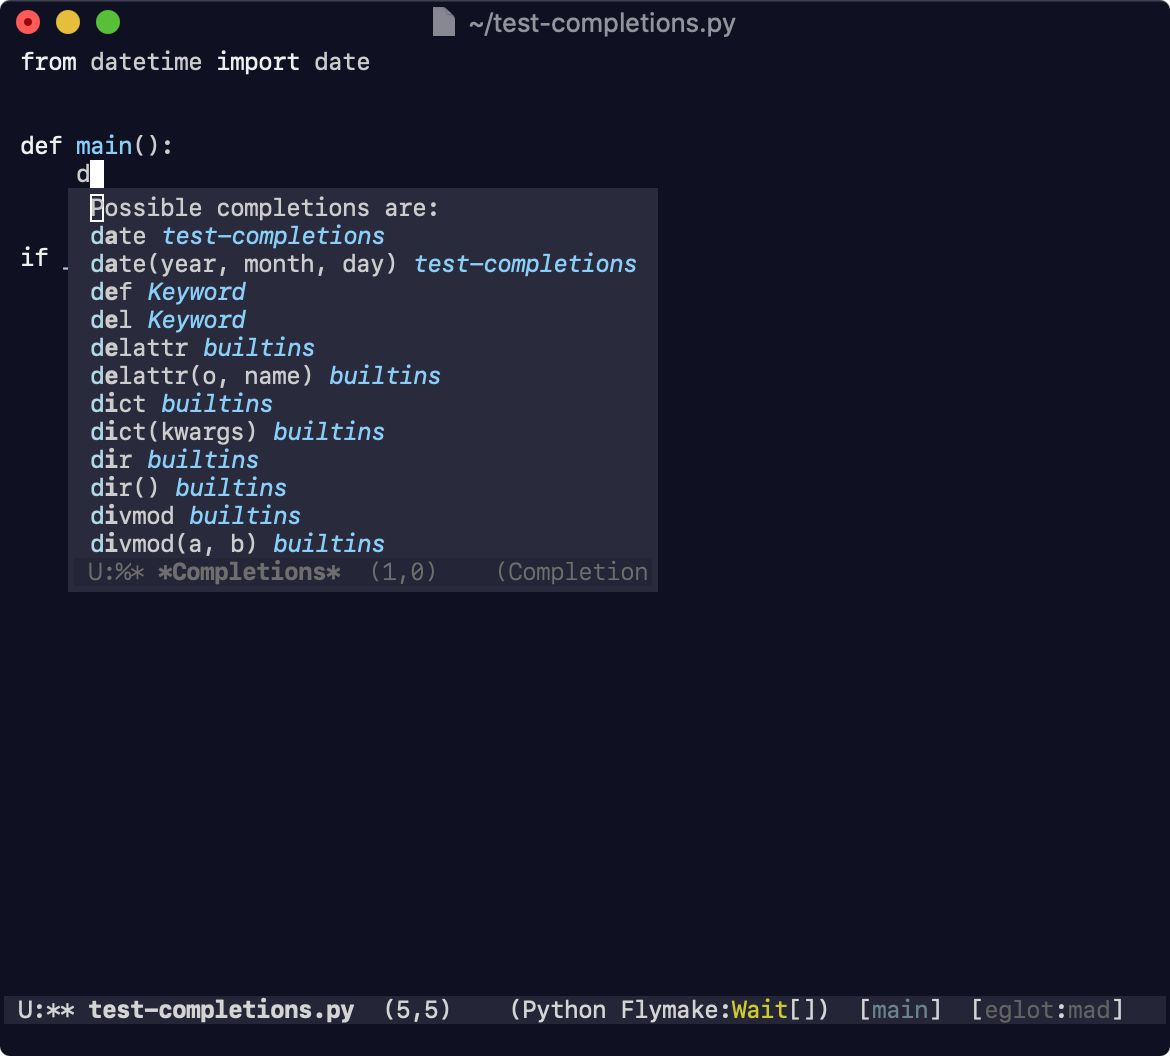 ~/test-completions.py
from datetime import date
def main():
d
Possible completions are:
date test-completions
if _
date(year, month, day) test-completions
def Keyword
del Keyword
delattr builtins
delattr(o, name) builtins
dict builtins
dict(kwargs) builtins
dir builtins
dir() builtins
divmod builtins
divmod(a, b) builtins
U:%* *Completions* (1,0) (Completion
U:** test-completions.py (5,5) (Python Flymake:Wait[]) [main] [eglot:mad]